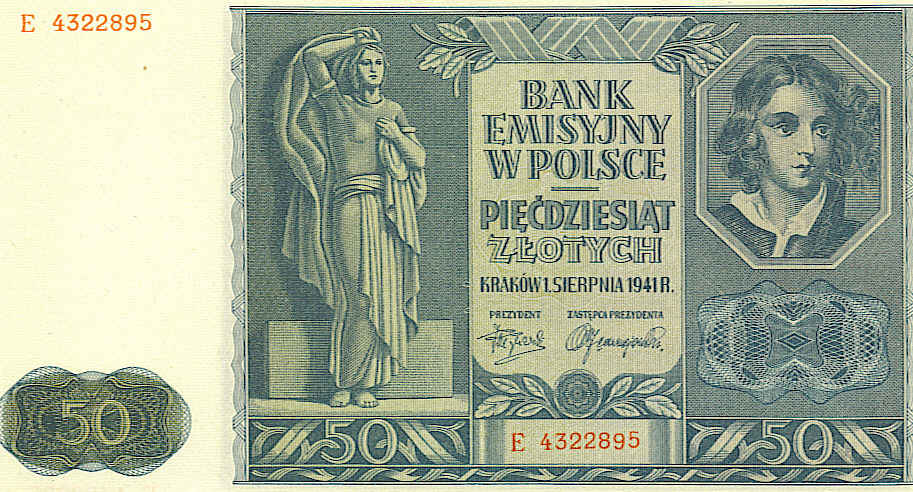 E 4322895
BANK
EMISYJNY
W POLSCE
PIĘĆDZIESIĄT
ZŁOTYCH
KRAKÓW 1. SIERPNIA 1941 R.
PREZYDENT ZASTĘPCA PREZYDENTA
50
50 E 4322895 50